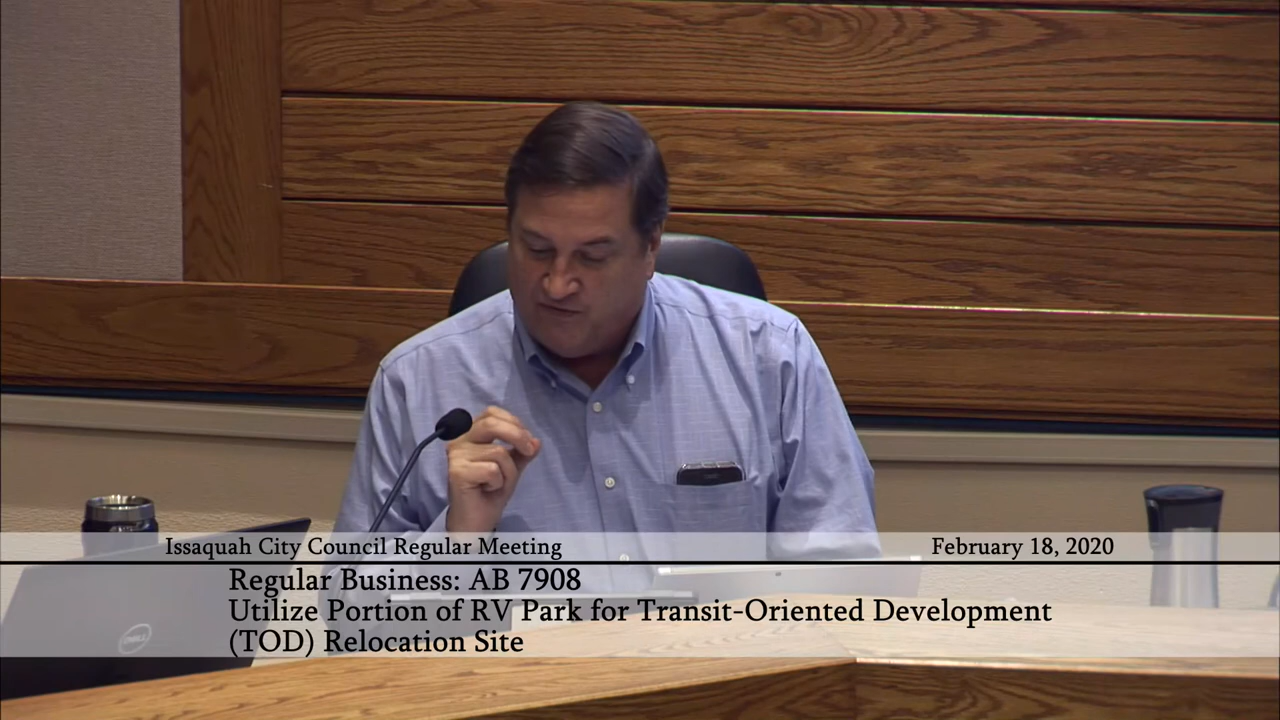 Issaquah City Council Regular Meeting
February 18, 2020
Regular Business: AB 7908
Utilize Portion of RV Park for Transit-Oriented Development
(TOD) Relocation Site
DELL